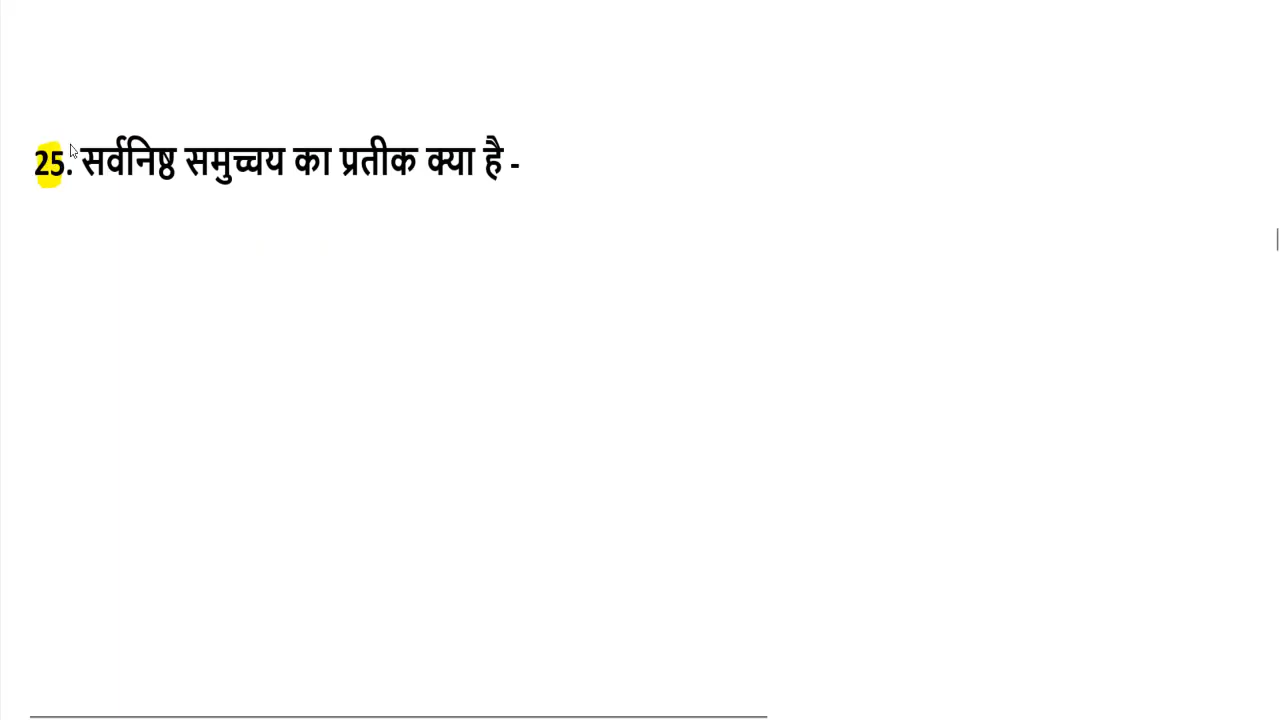 25. सर्वनिष्ठ समुच्चय का प्रतीक क्या है -